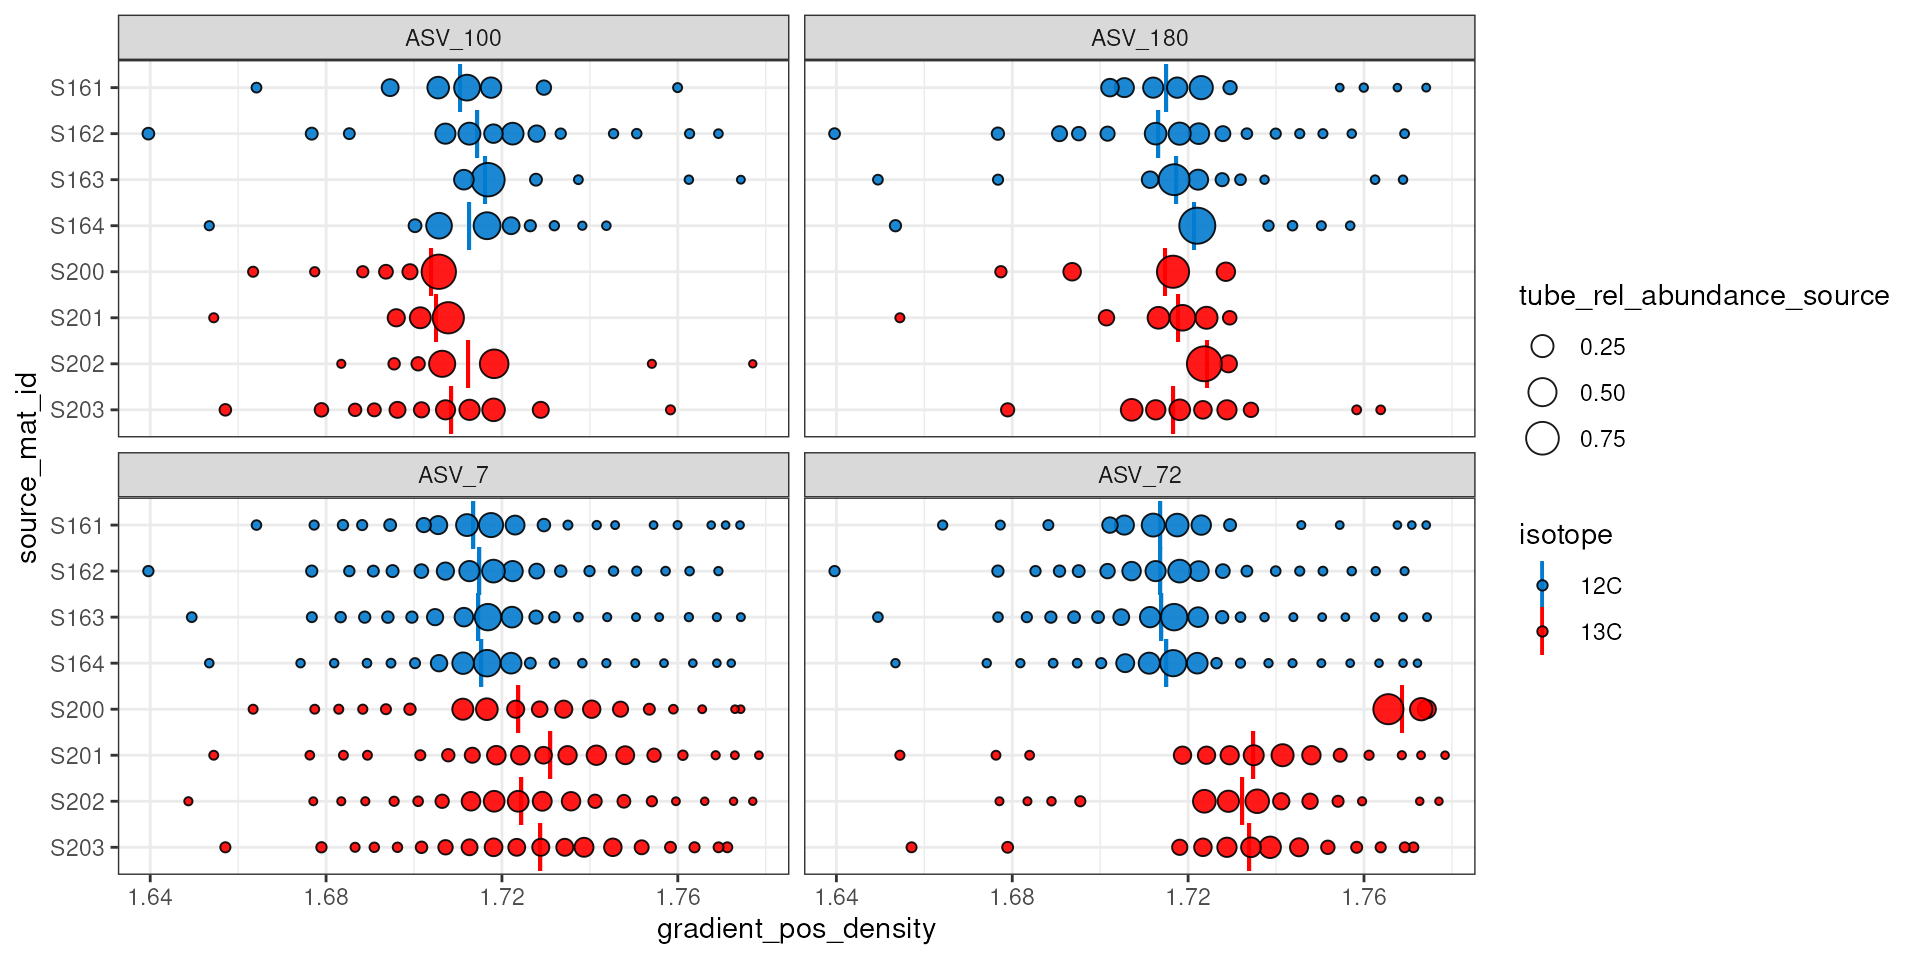 ASV_100
ASV_180
S161
S162
S163
S164
S200
S201
S202
S203
ASV_7
ASV_72
S161
S162
S163
S164
S200
S201
S202
S203
1.64 1.68 1.72 1.76
1.64 1.68 1.72 1.76
gradient_pos_density
source_mat_id
tube_rel_abundance_source
0.25
0.50
0.75
isotope
12C
13C